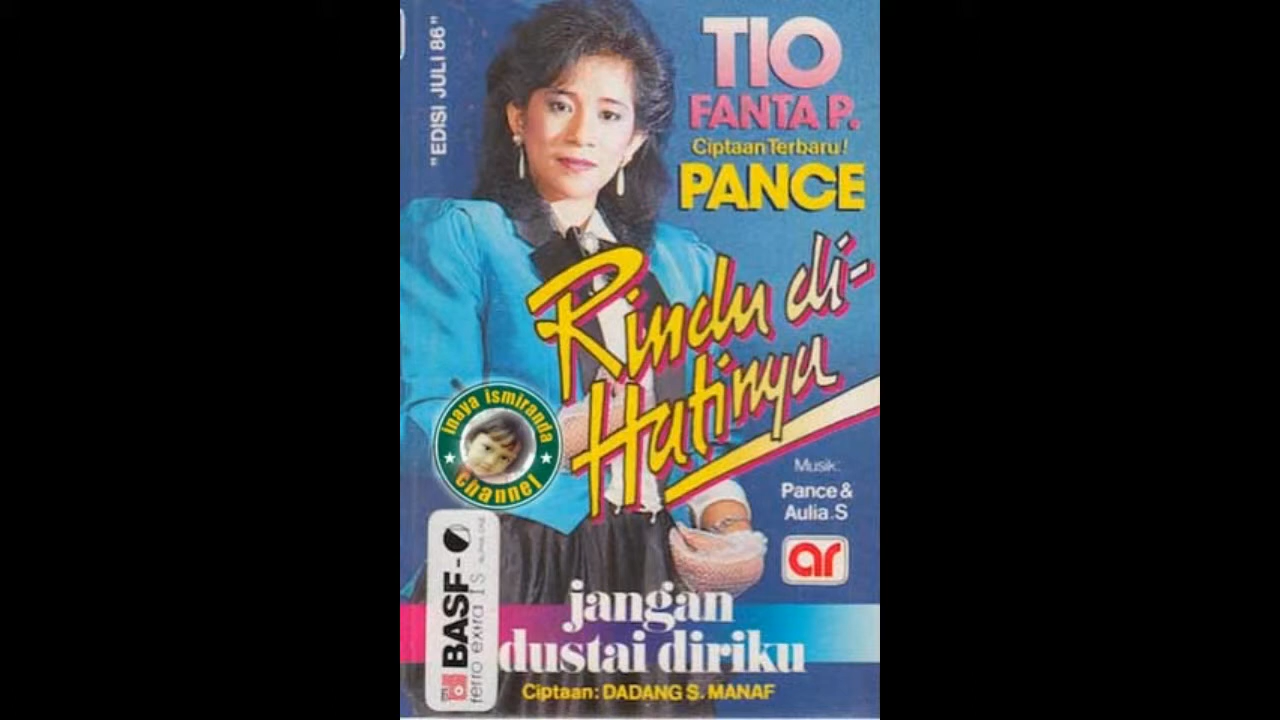 "EDISI JULI 86"
TIO
FANTA P.
Ciptaan Terbaru!
PANCE
Rindu di-
Hatinya
inaya ismiranda
channel
Musik:
Pance &
Aulia.S
ar
BASF
ferro extra I S
jangan
dustai diriku
Ciptaan: DADANG S. MANAF